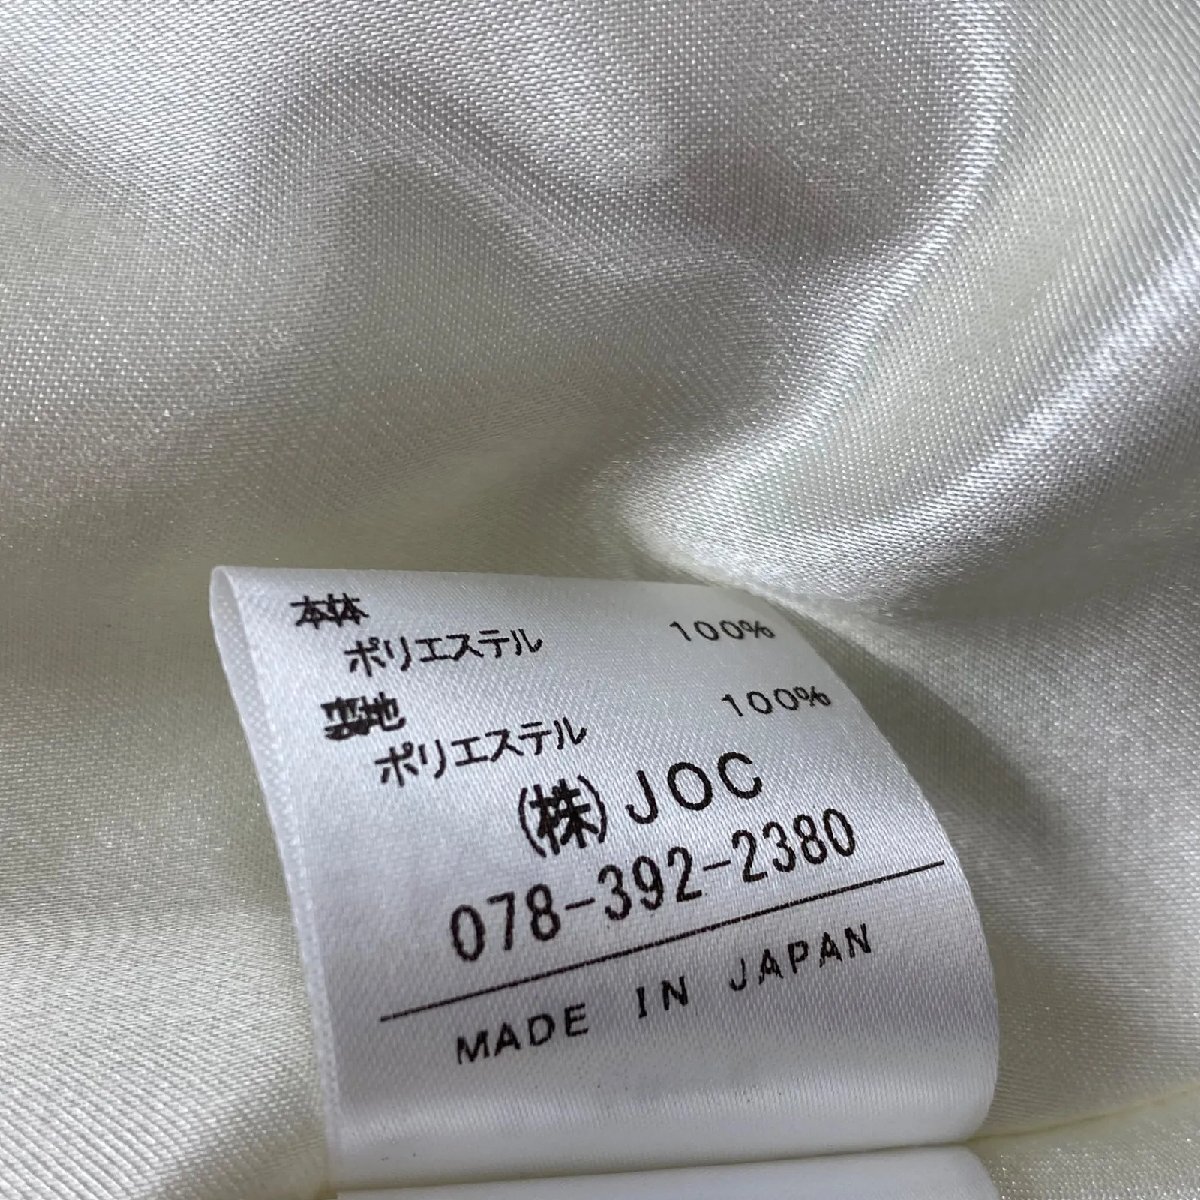 本体
ポリエステル 100%
裏地
ポリエステル 100%
(株)JOC
078-392-2380
MADE IN JAPAN